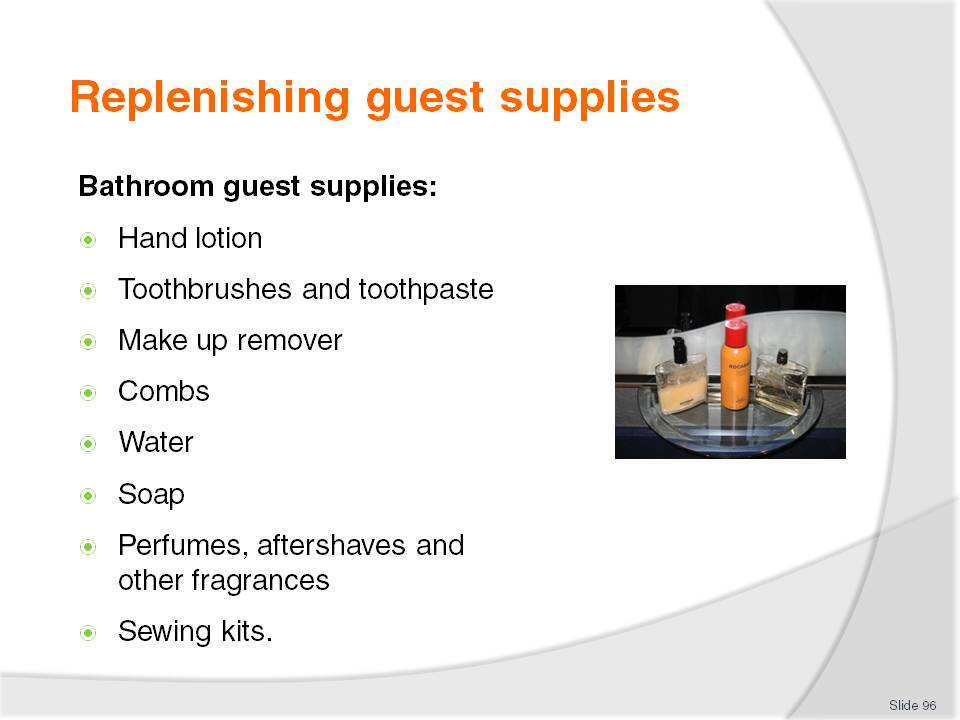 Replenishing guest supplies
Bathroom guest supplies:
Hand lotion
Toothbrushes and toothpaste
Make up remover
Combs
Water
Soap
Perfumes, aftershaves and
other fragrances
Sewing kits.
Slide 96